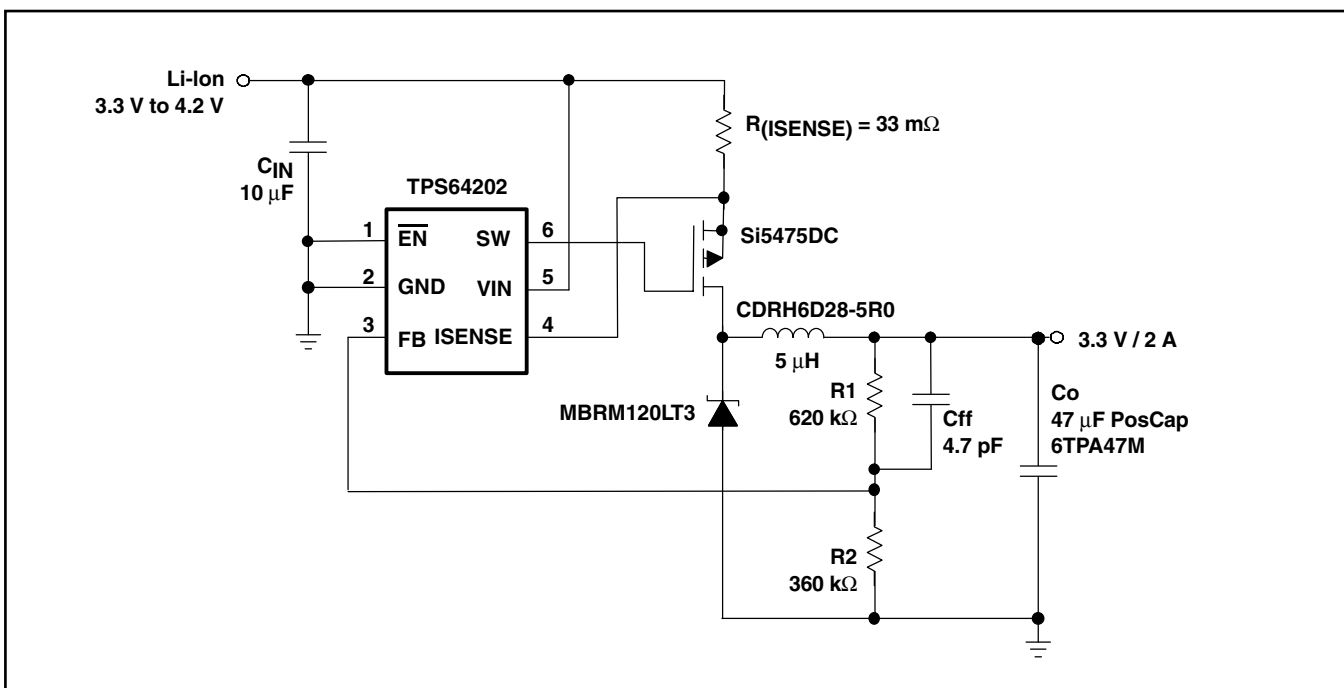 Li-Ion
3.3 V to 4.2 V
R(ISENSE) = 33 mΩ
CIN
10 μF
TPS64202
1
EN
SW
6
Si5475DC
2
GND
VIN
5
3
FB
ISENSE
4
CDRH6D28-5R0
5 μH
3.3 V / 2 A
MBRM120LT3
R1
620 kΩ
Cff
4.7 pF
Co
47 μF PosCap
6TPA47M
R2
360 kΩ